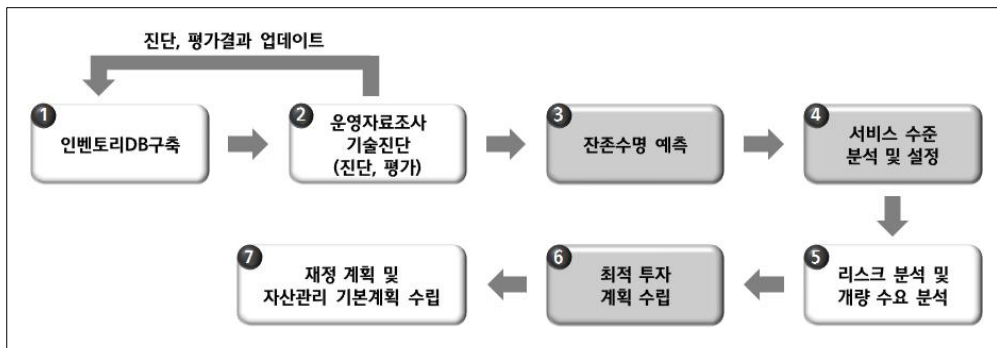 진단, 평가결과 업데이트
1
인벤토리DB구축
2
운영자료조사
기술진단
(진단, 평가)
3
잔존수명 예측
4
서비스 수준
분석 및 설정
7
재정 계획 및
자산관리 기본계획 수립
6
최적 투자
계획 수립
5
리스크 분석 및
개량 수요 분석